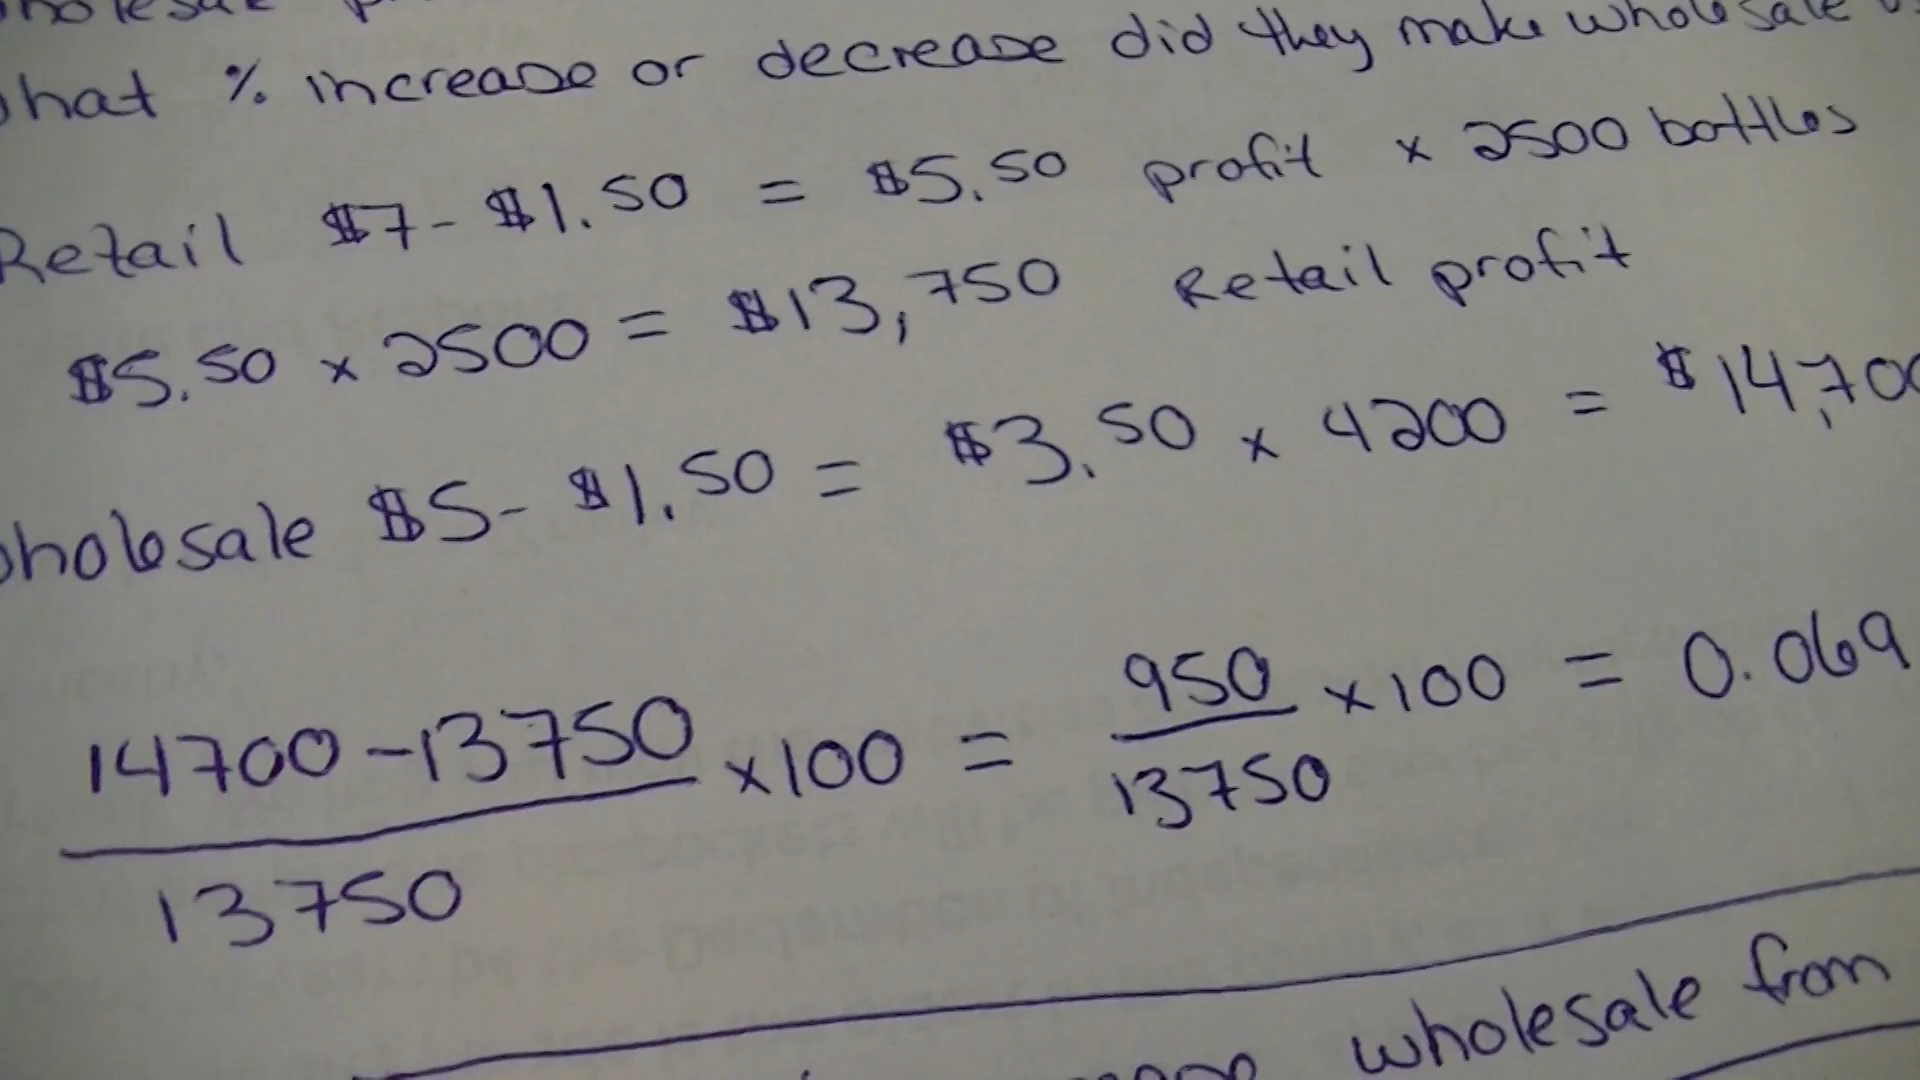 hat % increase or decrease did they make wholesale
Retail $7 - $1.50 = $5.50 profit x 2500 bottles
$5.50 x 2500 = $13,750 Retail profit
holesale $5 - $1.50 = $3.50 x 4200 = $14,700
14700 - 13750 x100 = 950 x100 = 0.069
13750 13750
wholesale from